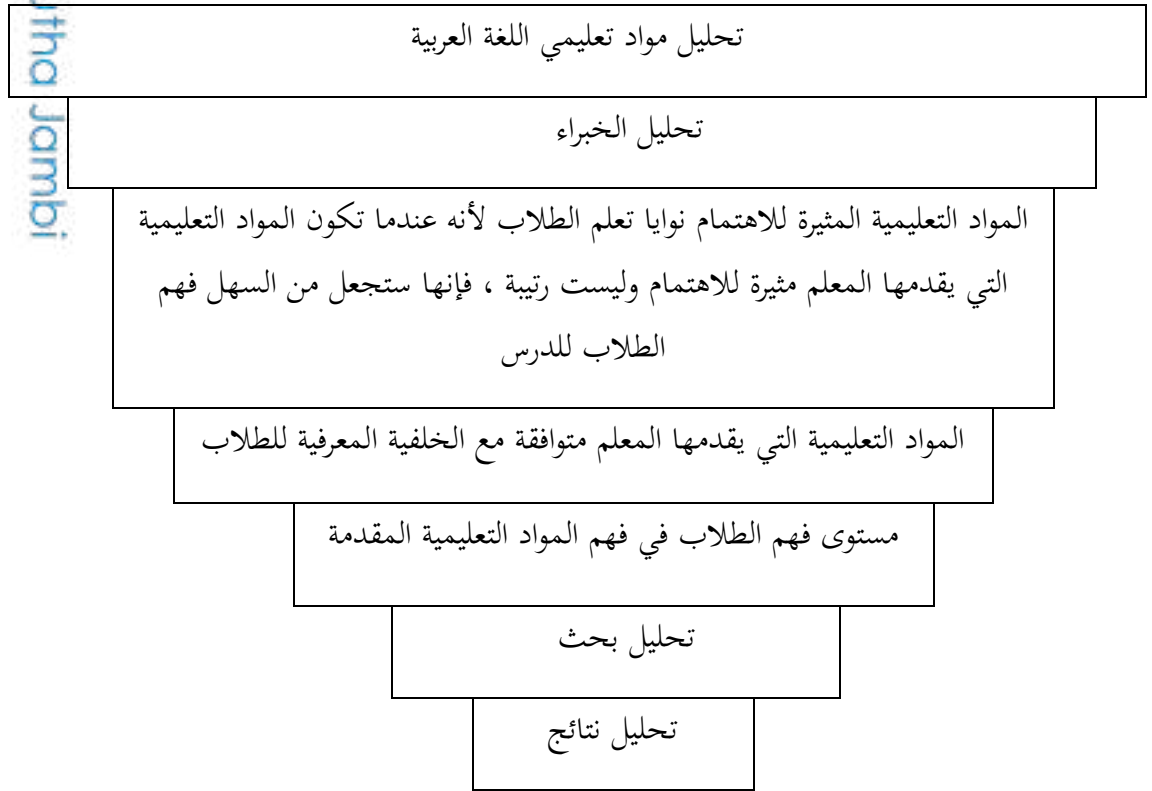 تحليل مواد تعليمي اللغة العربية
تحليل الخبراء
المواد التعليمية المثيرة للاهتمام نوايا تعلم الطلاب لأنه عندما تكون المواد التعليمية
التي يقدمها المعلم مثيرة للاهتمام وليست رتيبة ، فإنها ستجعل من السهل فهم
الطلاب للدرس
المواد التعليمية التي يقدمها المعلم متوافقة مع الخلفية المعرفية للطلاب
مستوى فهم الطلاب في فهم المواد التعليمية المقدمة
تحليل بحث
تحليل نتائج
utha Jambi